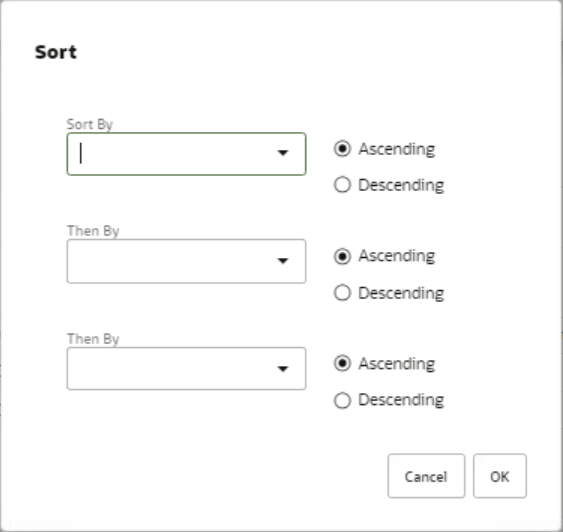 Sort
Sort By
Ascending
Descending
Then By
Ascending
Descending
Then By
Ascending
Descending
Cancel OK